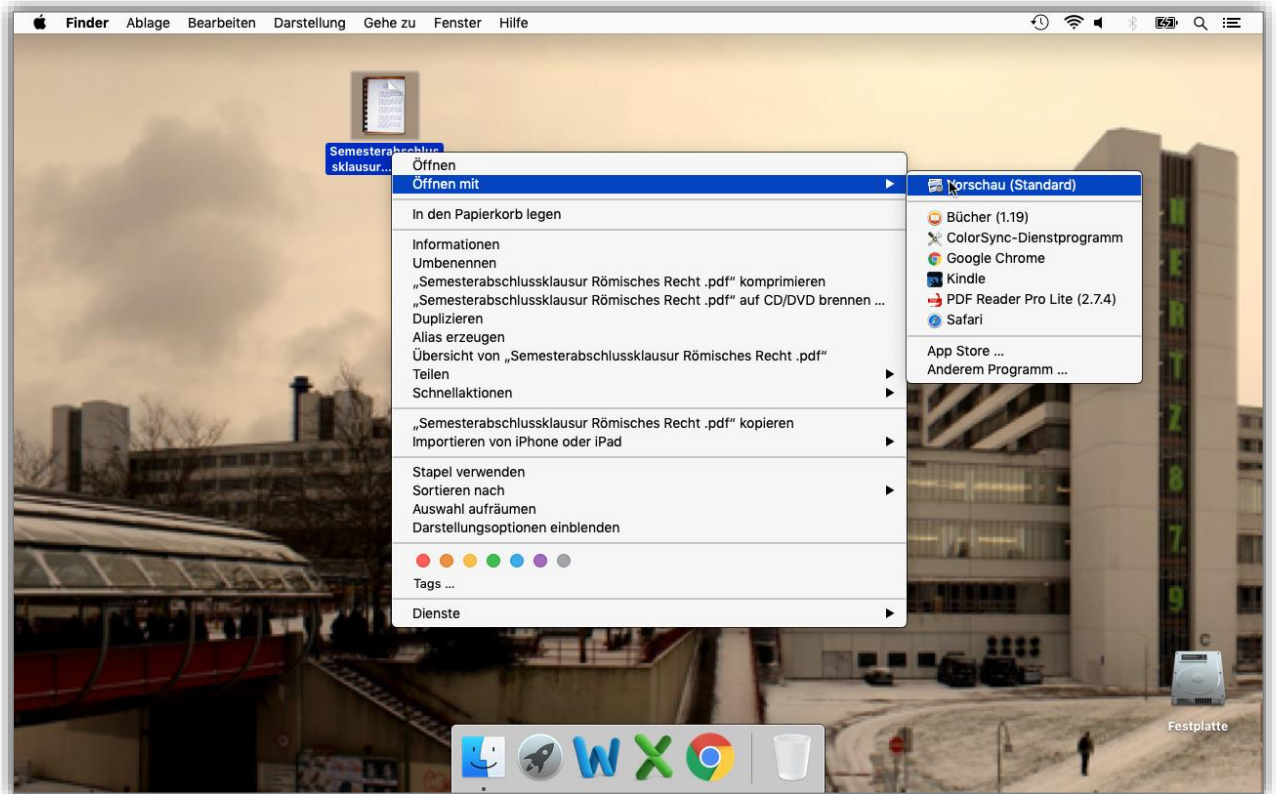 Finder Ablage Bearbeiten Darstellung Gehe zu Fenster Hilfe
Semesterabschlus
sklausur...
Öffnen
Öffnen mit
In den Papierkorb legen
Informationen
Umbenennen
„Semesterabschlussklausur Römisches Recht .pdf“ komprimieren
„Semesterabschlussklausur Römisches Recht .pdf“ auf CD/DVD brennen ...
Duplizieren
Alias erzeugen
Übersicht von „Semesterabschlussklausur Römisches Recht .pdf“
Teilen
Schnellaktionen
„Semesterabschlussklausur Römisches Recht .pdf“ kopieren
Importieren von iPhone oder iPad
Stapel verwenden
Sortieren nach
Auswahl aufräumen
Darstellungsoptionen einblenden
Tags ...
Dienste
Vorschau (Standard)
Bücher (1.19)
ColorSync-Dienstprogramm
Google Chrome
Kindle
PDF Reader Pro Lite (2.7.4)
Safari
App Store ...
Anderem Programm ...
N
E
R
T
Z
8
7
9
C
Festplatte